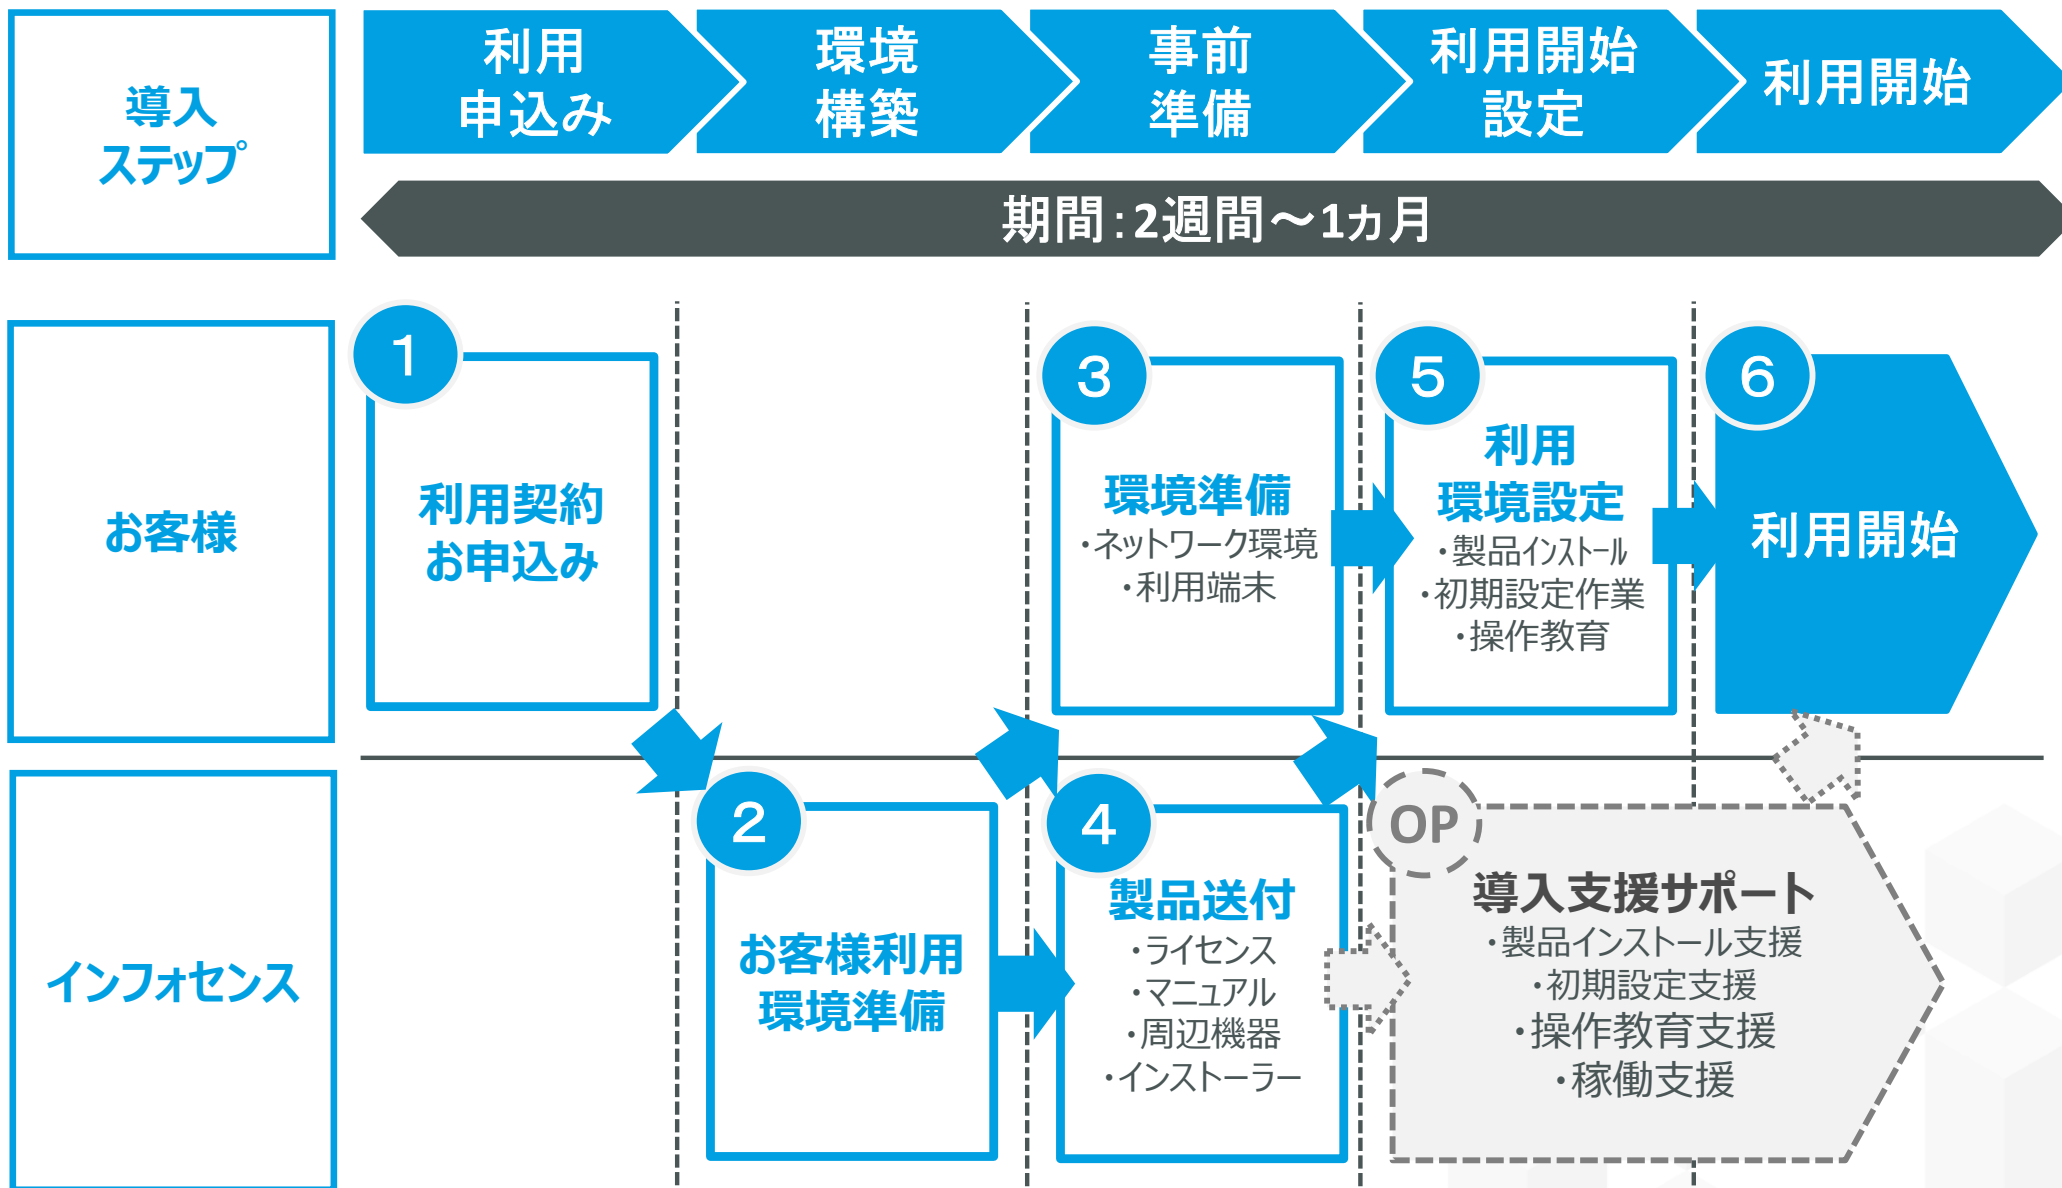 導入
ステップ
利用
申込み
環境
構築
事前
準備
利用開始
設定
利用開始
期間：2週間～1ヵ月
お客様
1
利用契約
お申込み
3
環境準備
・ネットワーク環境
・利用端末
5
利用
環境設定
・製品インストール
・初期設定作業
・操作教育
6
利用開始
インフォセンス
2
お客様利用
環境準備
4
製品送付
・ライセンス
・マニュアル
・周辺機器
・インストーラー
OP
導入支援サポート
・製品インストール支援
・初期設定支援
・操作教育支援
・稼働支援